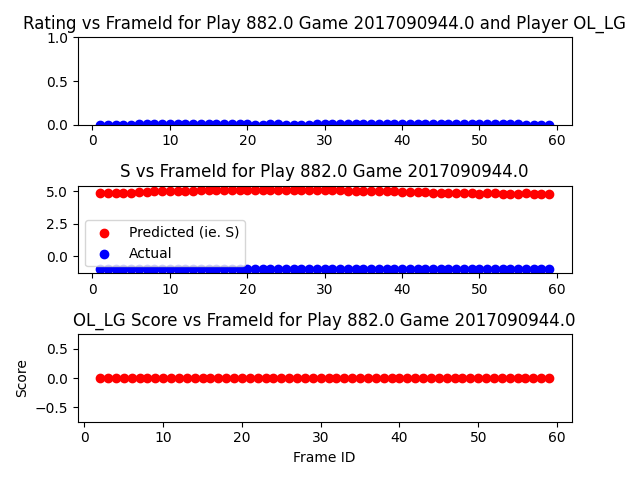 Rating vs FrameId for Play 882.0 Game 2017090944.0 and Player OL_LG
1.0
0.5
0.0
0 10 20 30 40 50 60
S vs FrameId for Play 882.0 Game 2017090944.0
5.0
2.5
0.0
Predicted (ie. S)
Actual
0 10 20 30 40 50 60
OL_LG Score vs FrameId for Play 882.0 Game 2017090944.0
Score
0.5
0.0
−0.5
0 10 20 30 40 50 60
Frame ID